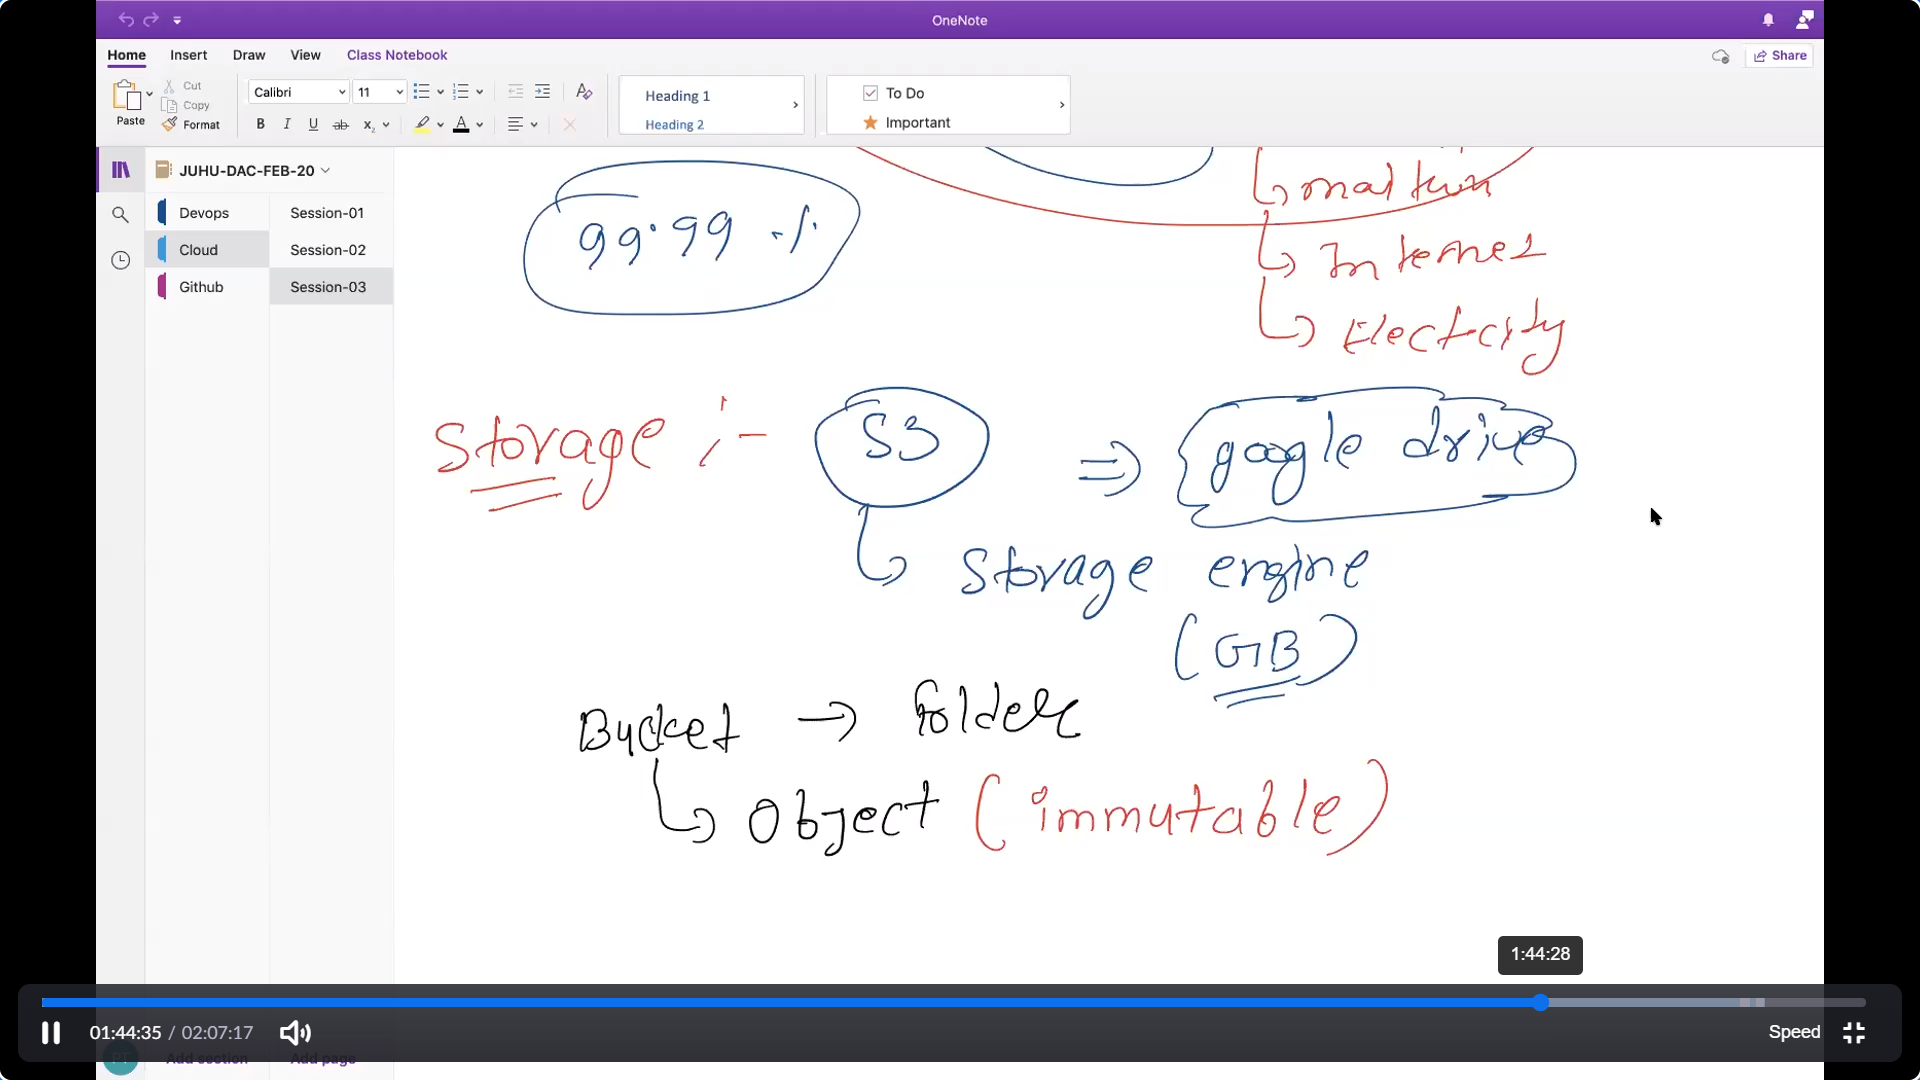 OneNote
Home Insert Draw View Class Notebook
Share
Paste
Cut
Copy
Format
Calibri 11
B I U ab x₂ A
Heading 1
Heading 2
To Do
Important
JUHU-DAC-FEB-20
Devops
Cloud
Github
Session-01
Session-02
Session-03
99.99 %
Internet
Electcity
Storage :- S3 ⇒ google drive
↳ Storage engine
(GB)
Bucket → folder
↳ Object (immutable)
1:44:28
01:44:35 / 02:07:17
Speed
Add section Add page